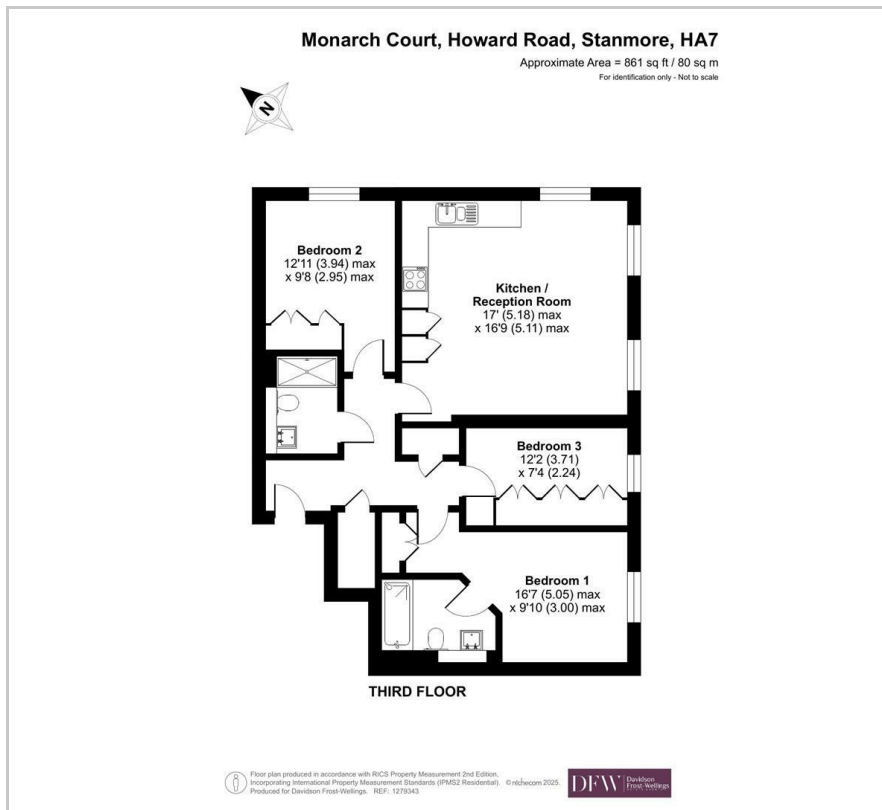 Monarch Court, Howard Road, Stanmore, HA7
Approximate Area = 861 sq ft / 80 sq m
For identification only - Not to scale
N
Bedroom 2
12'11 (3.94) max
x 9'8 (2.95) max
Kitchen /
Reception Room
17' (5.18) max
x 16'9 (5.11) max
Bedroom 3
12'2 (3.71)
x 7'4 (2.24)
Bedroom 1
16'7 (5.05) max
x 9'10 (3.00) max
THIRD FLOOR
Floor plan produced in accordance with RICS Property Measurement 2nd Edition,
Incorporating International Property Measurement Standards (IPMS2 Residential). © nichecom 2025.
Produced for Davidson Frost-Wellings. REF: 1279343
DFW Davidson
Frost-Wellings